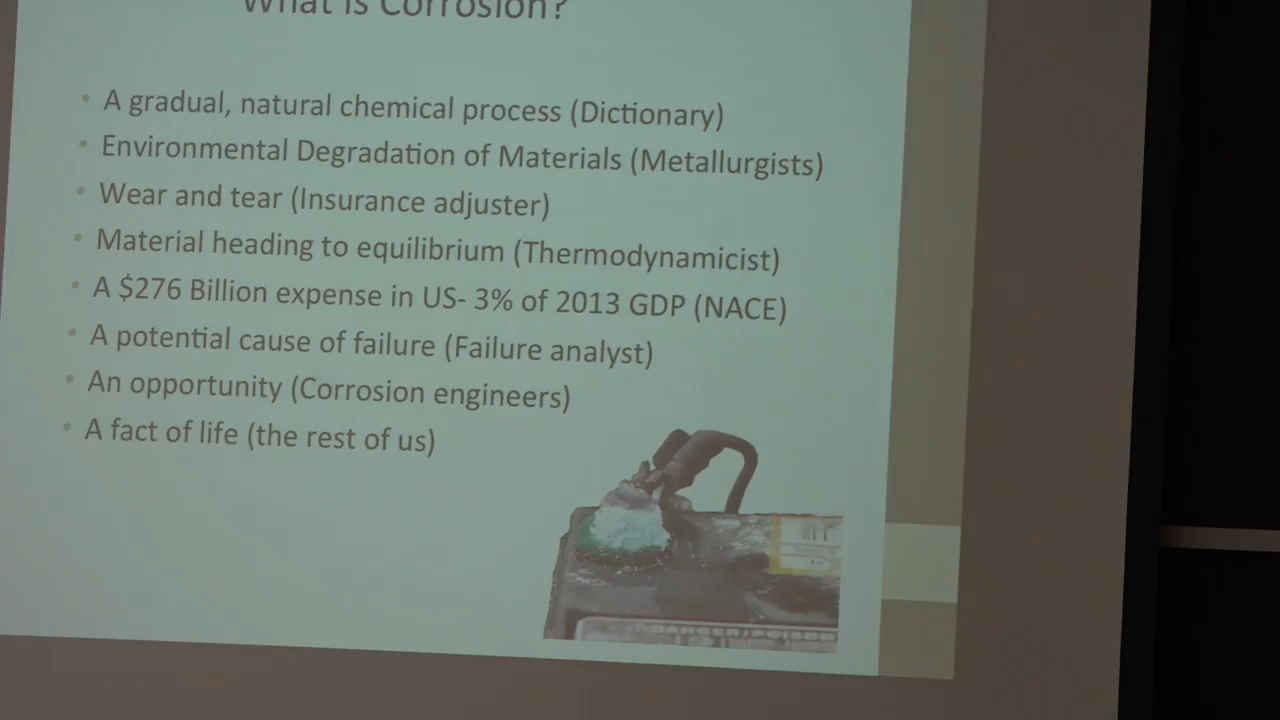 What is Corrosion?
• A gradual, natural chemical process (Dictionary)
• Environmental Degradation of Materials (Metallurgists)
• Wear and tear (Insurance adjuster)
• Material heading to equilibrium (Thermodynamicist)
• A $276 Billion expense in US- 3% of 2013 GDP (NACE)
• A potential cause of failure (Failure analyst)
• An opportunity (Corrosion engineers)
• A fact of life (the rest of us)
DANGER/POISON